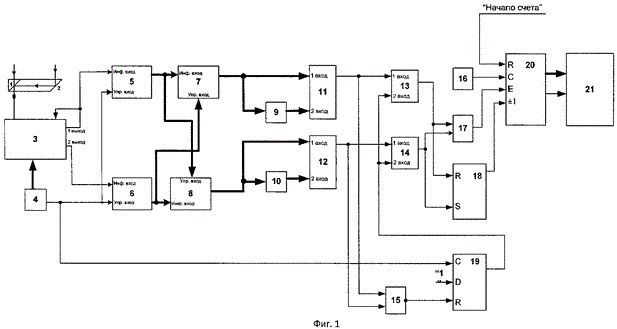 "Начало счета"
1
2
3
1 выход
2 выход
4
Инф. вход
5
Упр. вход
Инф. вход
6
Упр. вход
Инф. вход
7
Упр. вход
Упр. вход
8
Инф. вход
9
10
1 вход
11
2 вход
1 вход
12
2 вход
1 вход
13
2 вход
1 вход
14
2 вход
15
16
17
R
18
S
C
19
D
R
"1
R
20
C
E
±1
21
Фиг. 1